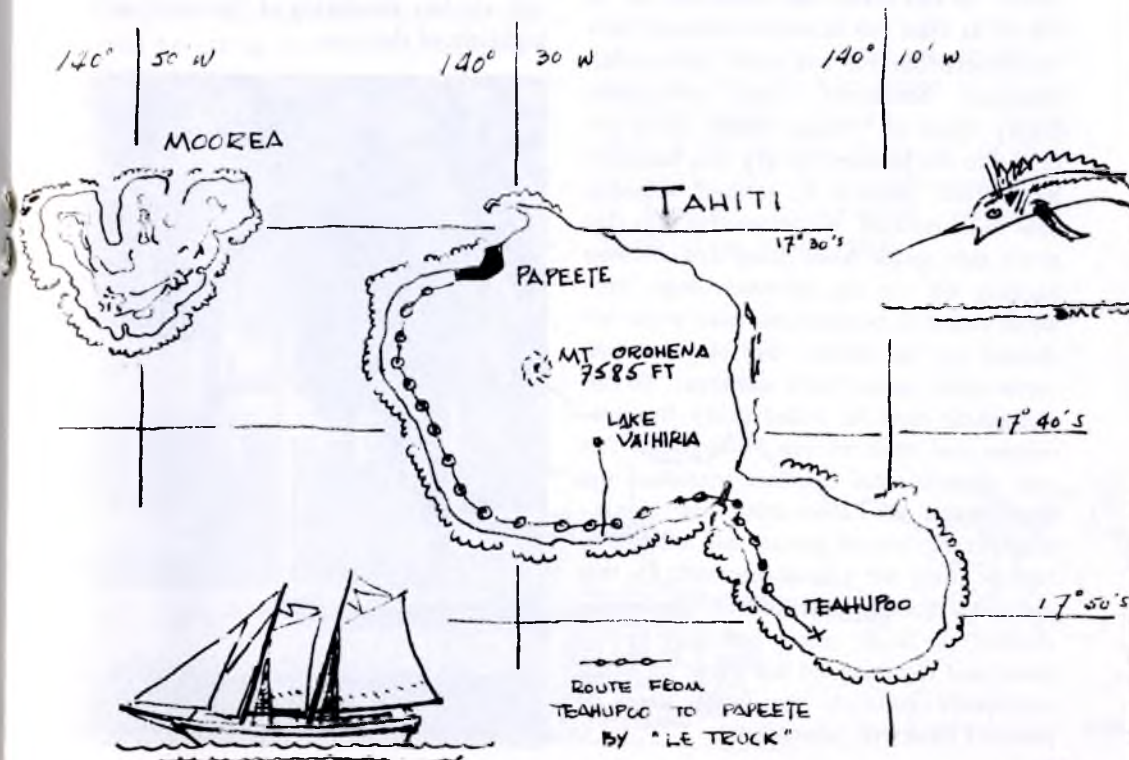 140° 50 W
140° 30 W
140° 10' W
MOOREA
TAHITI
17° 30'S
PAPEETE
MT OROHENA
7585 FT
LAKE
VAIHIRIA
17° 40'S
TEAHUPOO
17° 50'S
ROUTE FROM
TEAHUPOO TO PAPEETE
BY "LE TRUCK"